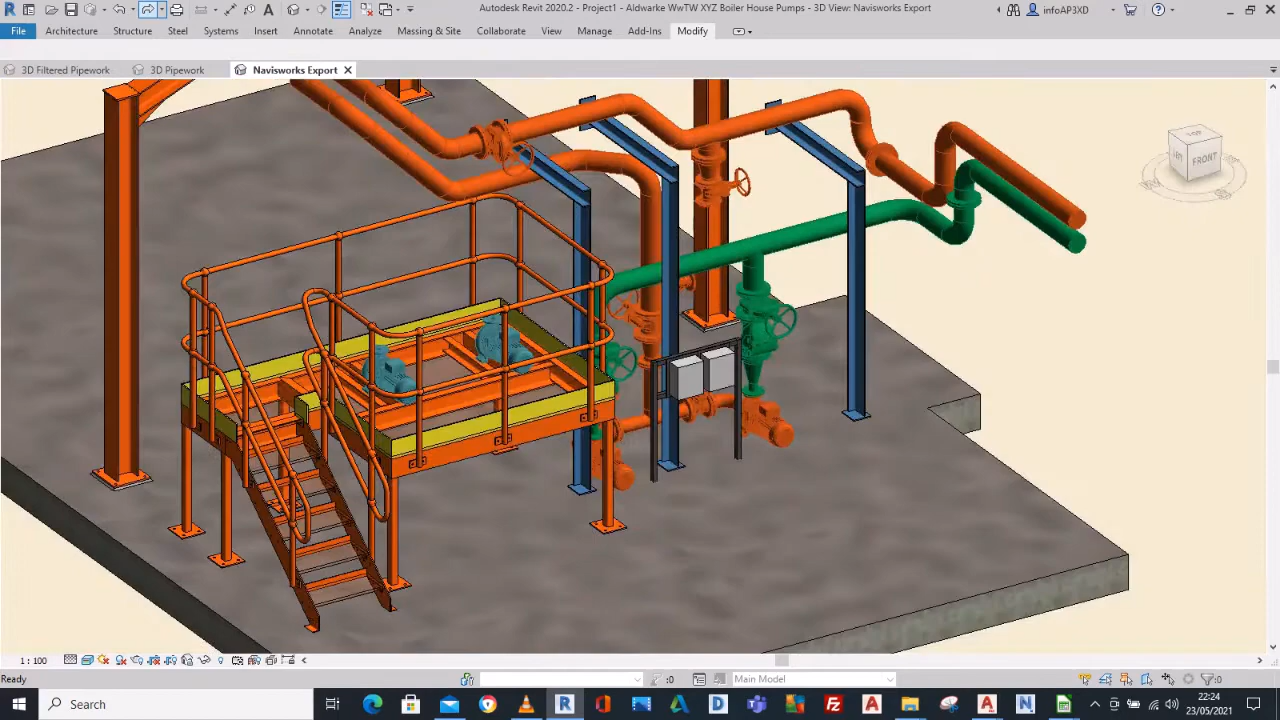 Autodesk Revit 2020.2 - Project1 - Aldwarke WwTW XYZ Boiler House Pumps - 3D View: Navisworks Export
infoAP3XD
File Architecture Structure Steel Systems Insert Annotate Analyze Massing & Site Collaborate View Manage Add-Ins Modify
3D Filtered Pipework 3D Pipework Navisworks Export
TOP
FRONT
1 : 100
Ready
:0 Main Model :0
Search
22:24
23/05/2021